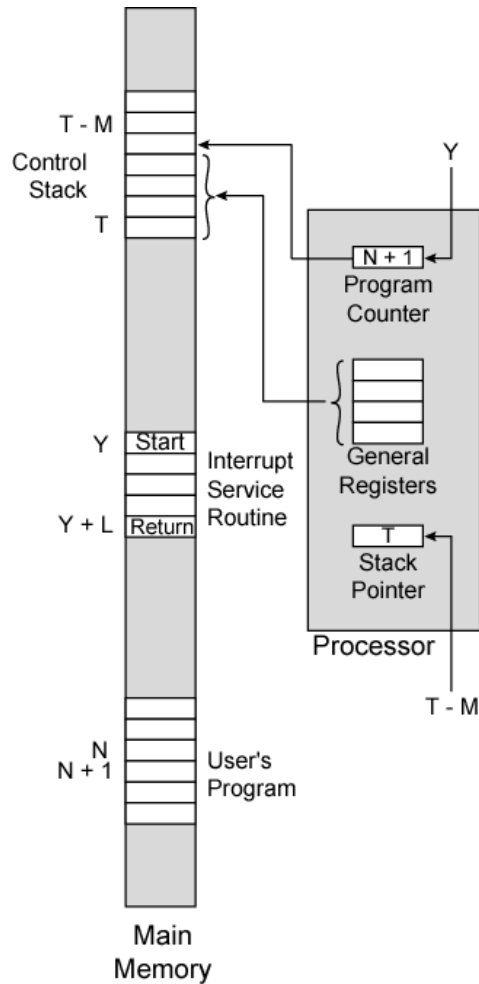 T - M
Control
Stack
T
Y
N + 1
Program
Counter
Y
Start
Interrupt
Service
Routine
Y + L
Return
General
Registers
T
Stack
Pointer
Processor
T - M
N
N + 1
User's
Program
Main
Memory